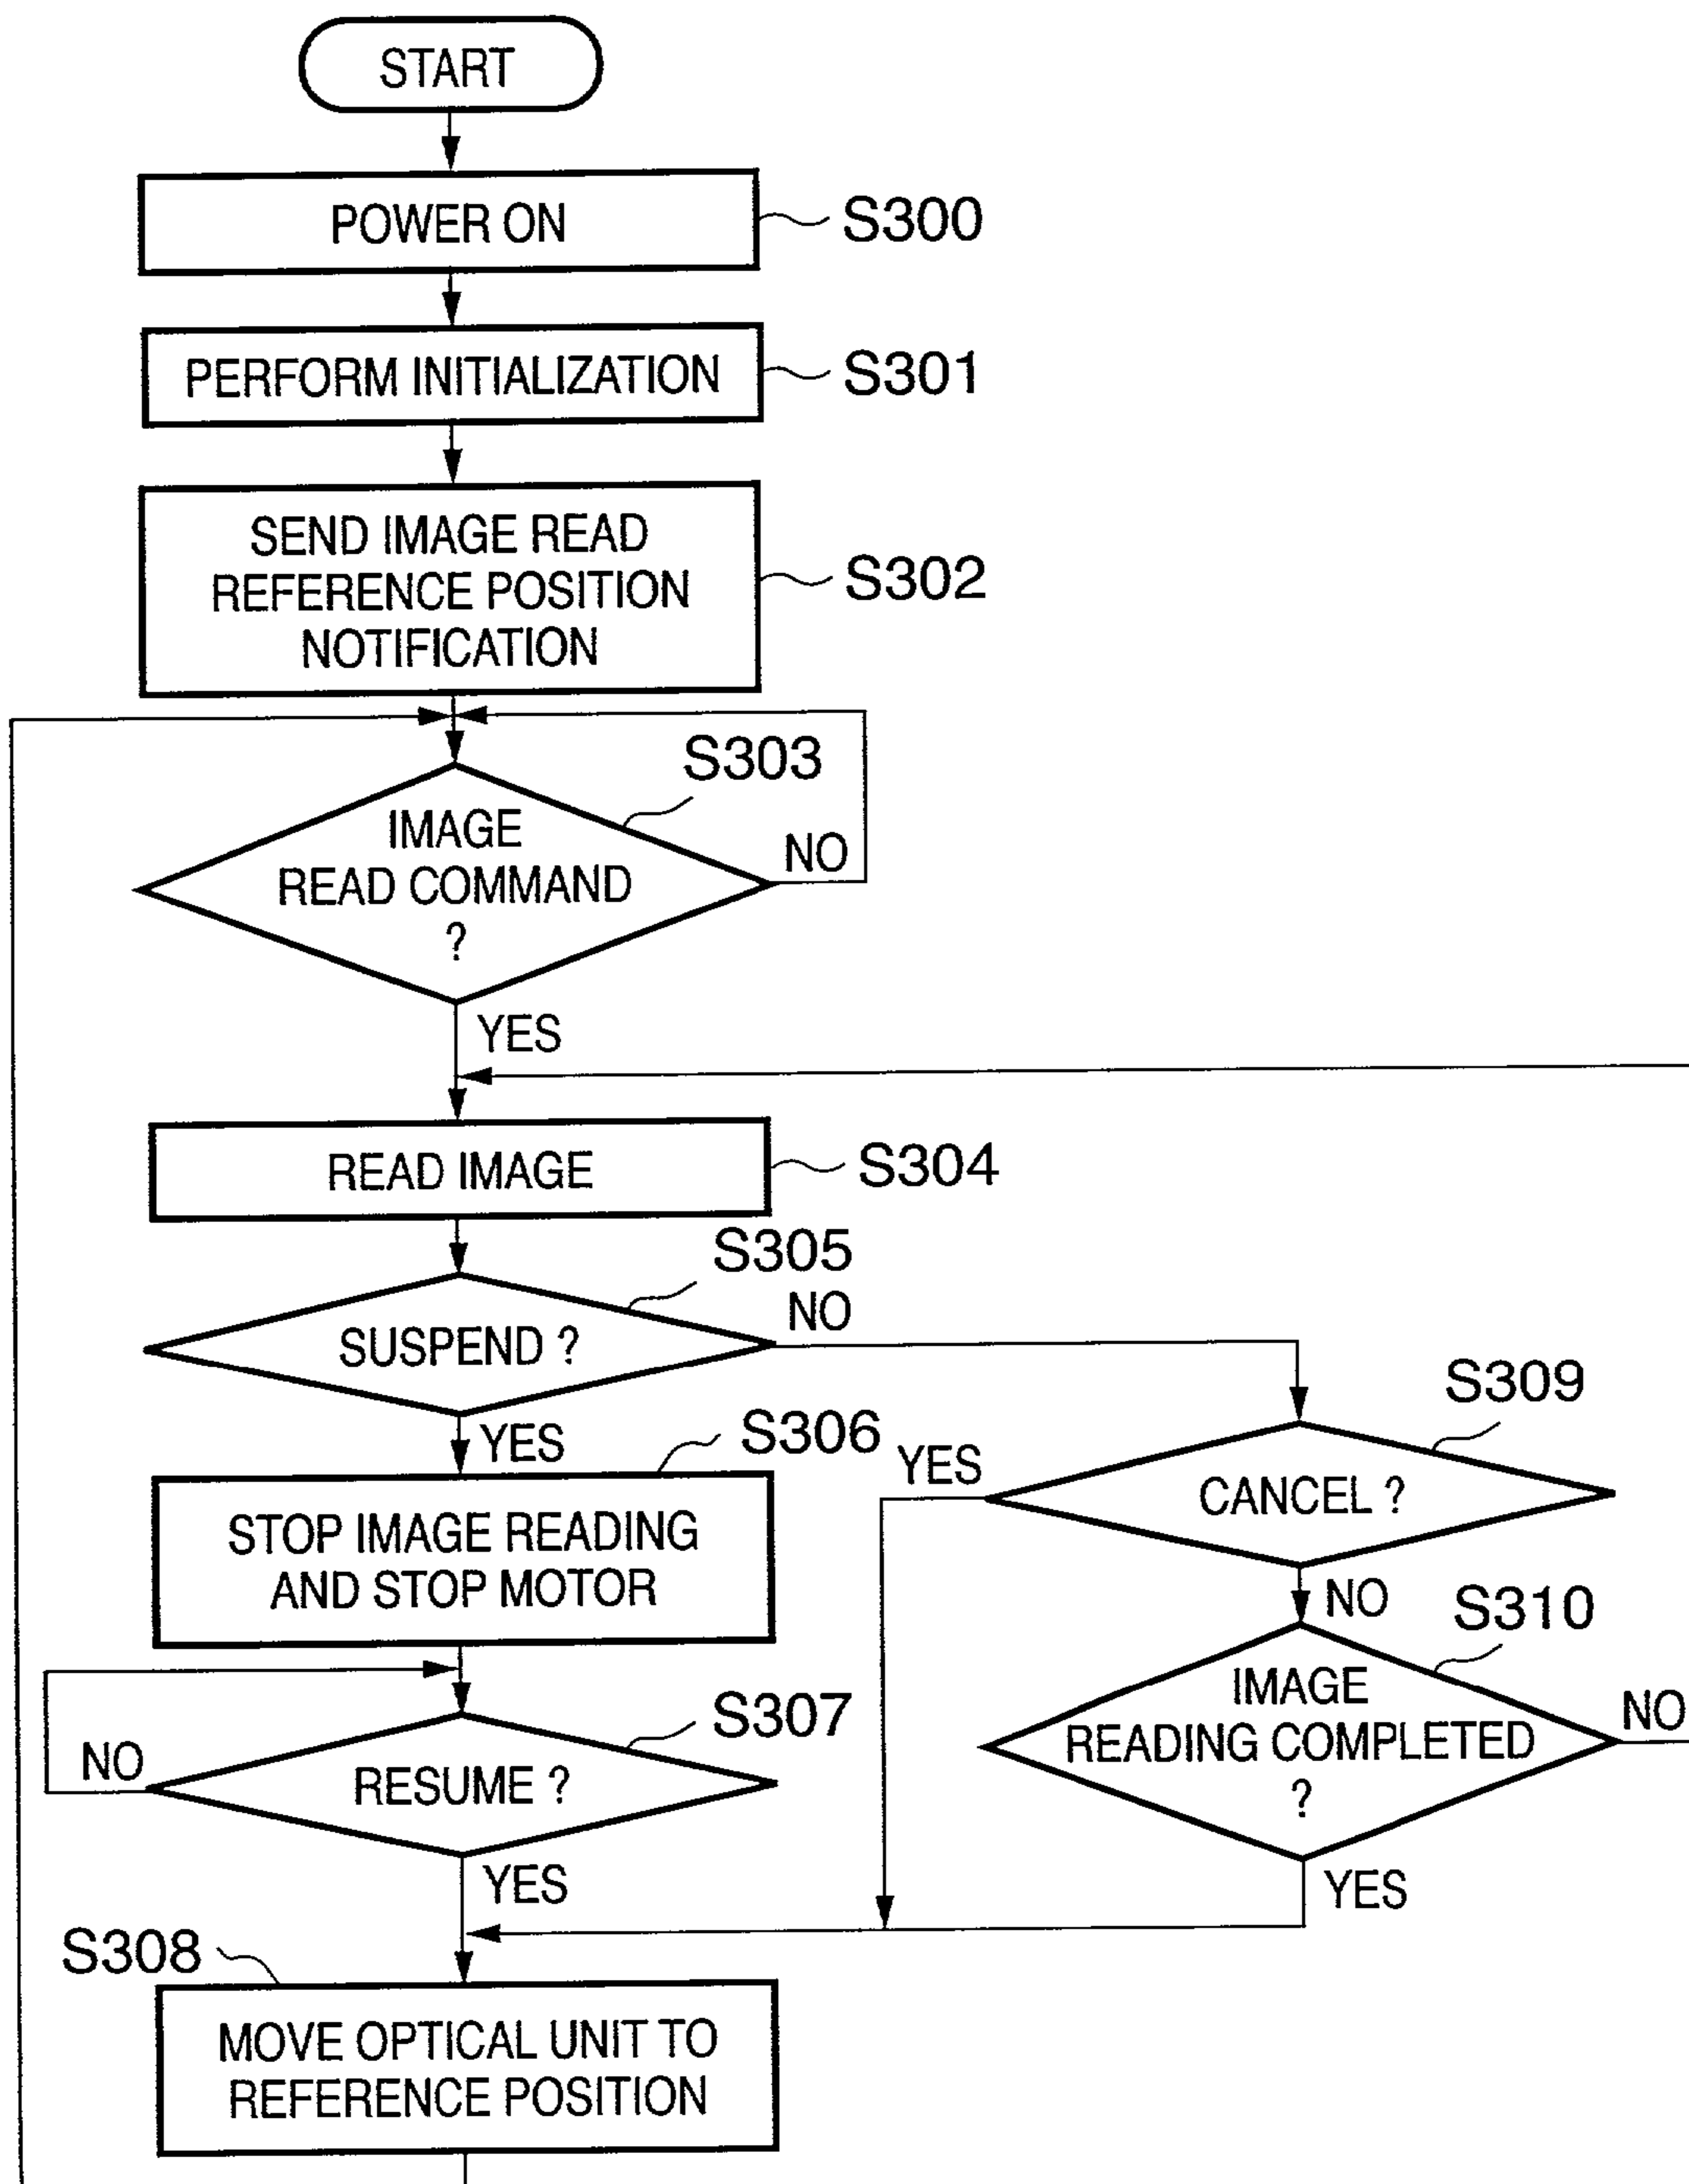 START
POWER ON
S300
PERFORM INITIALIZATION
S301
SEND IMAGE READ
REFERENCE POSITION
NOTIFICATION
S302
S303
IMAGE
READ COMMAND
?
NO
YES
READ IMAGE
S304
S305
SUSPEND ?
NO
YES
S306
STOP IMAGE READING
AND STOP MOTOR
S307
RESUME ?
NO
YES
S309
CANCEL ?
YES
NO
S310
IMAGE
READING COMPLETED
?
NO
YES
S308
MOVE OPTICAL UNIT TO
REFERENCE POSITION